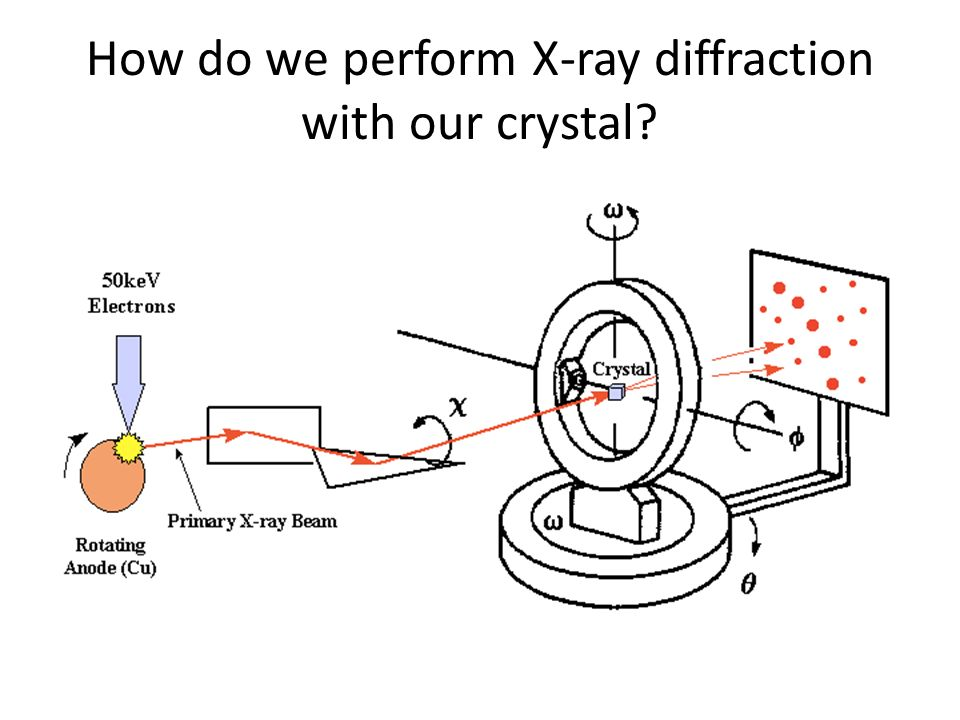 How do we perform X-ray diffraction
with our crystal?
ω
50keV
Electrons
Crystal
χ
ϕ
Primary X-ray Beam
ω
Rotating
Anode (Cu)
θ